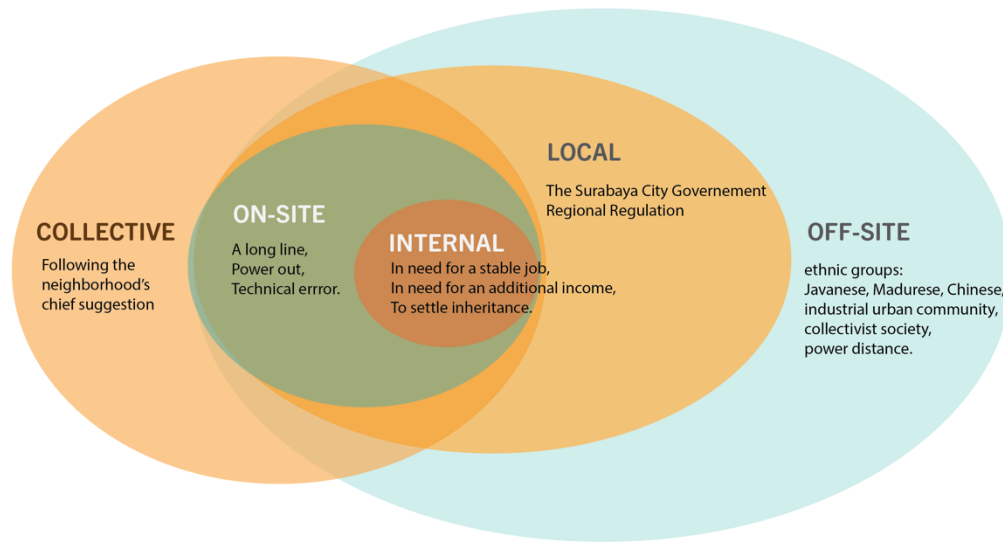 COLLECTIVE
Following the
neighborhood's
chief suggestion
ON-SITE
A long line,
Power out,
Technical errror.
INTERNAL
In need for a stable job,
In need for an additional income,
To settle inheritance.
LOCAL
The Surabaya City Governement
Regional Regulation
OFF-SITE
ethnic groups:
Javanese, Madurese, Chinese,
industrial urban community,
collectivist society,
power distance.